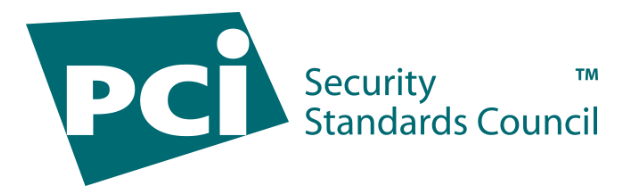 PCi
Security ™
Standards Council